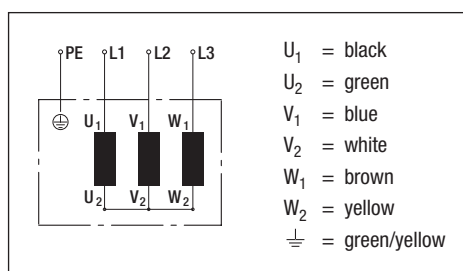 PE L1 L2 L3
U₁ V₁ W₁
U₂ V₂ W₂
U₁ = black
U₂ = green
V₁ = blue
V₂ = white
W₁ = brown
W₂ = yellow
⏚ = green/yellow